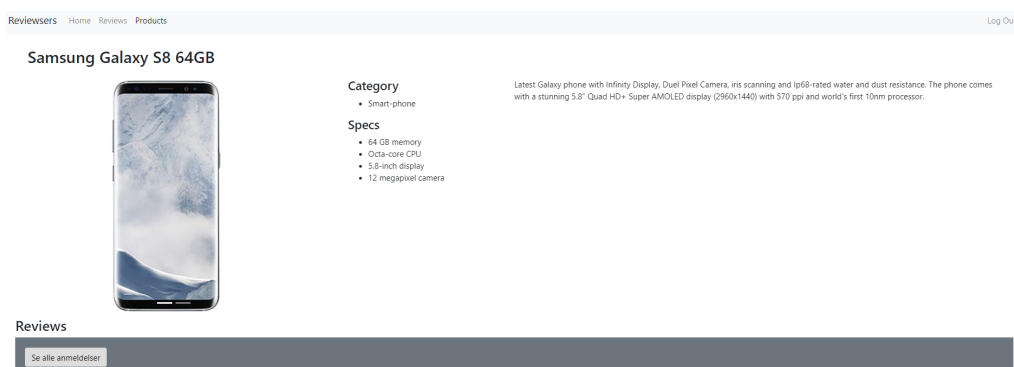 Reviewsers Home Reviews Products Log Ou
Samsung Galaxy S8 64GB
Category
• Smart-phone
Specs
• 64 GB memory
• Octa-core CPU
• 5.8-inch display
• 12 megapixel camera
Latest Galaxy phone with Infinity Display, Duel Pixel Camera, iris scanning and Ip68-rated water and dust resistance. The phone comes
with a stunning 5.8" Quad HD+ Super AMOLED display (2960x1440) with 570 ppi and world's first 10nm processor.
Reviews
Se alle anmeldelser